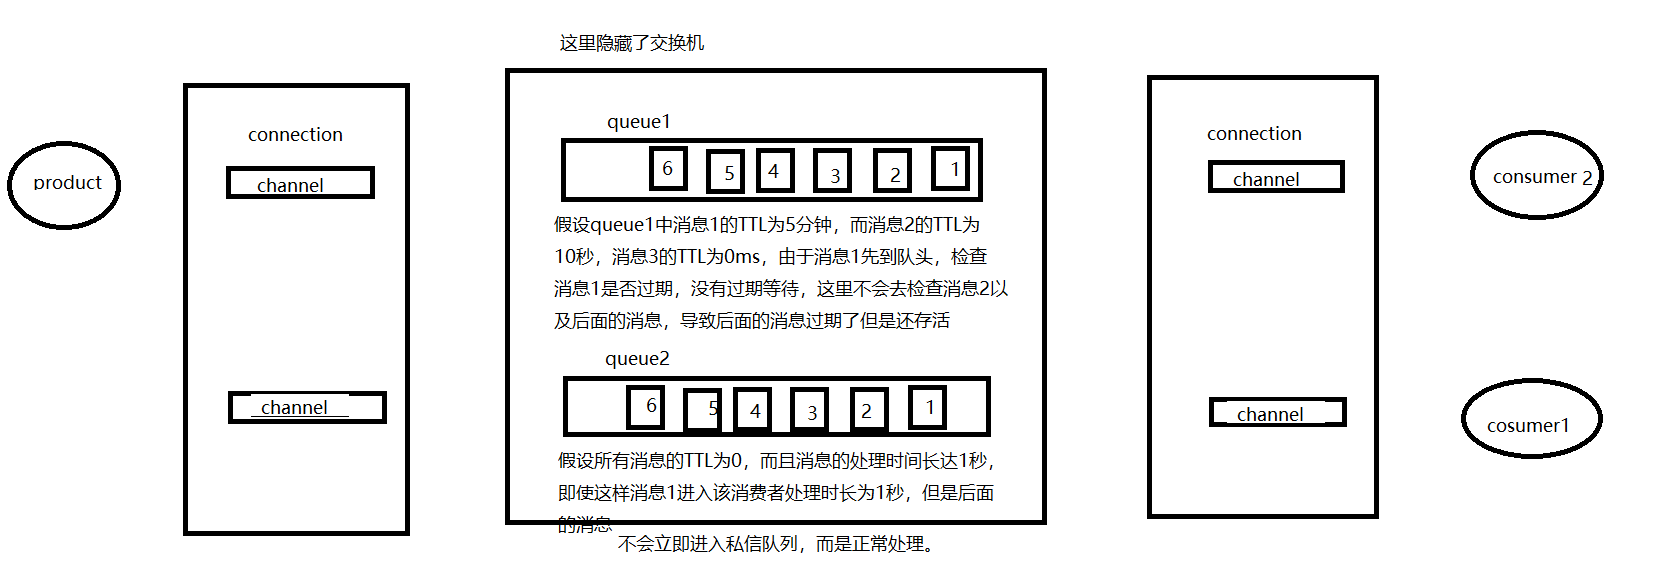 这里隐藏了交换机
product
connection
channel
channel
queue1
6 5 4 3 2 1
假设queue1中消息1的TTL为5分钟，而消息2的TTL为
10秒，消息3的TTL为0ms，由于消息1先到队头，检查
消息1是否过期，没有过期等待，这里不会去检查消息2以
及后面的消息，导致后面的消息过期了但是还存活
queue2
6 5 4 3 2 1
假设所有消息的TTL为0，而且消息的处理时间长达1秒，
即使这样消息1进入该消费者处理时长为1秒，但是后面
的消息
不会立即进入私信队列，而是正常处理。
connection
channel
channel
consumer 2
cosumer1